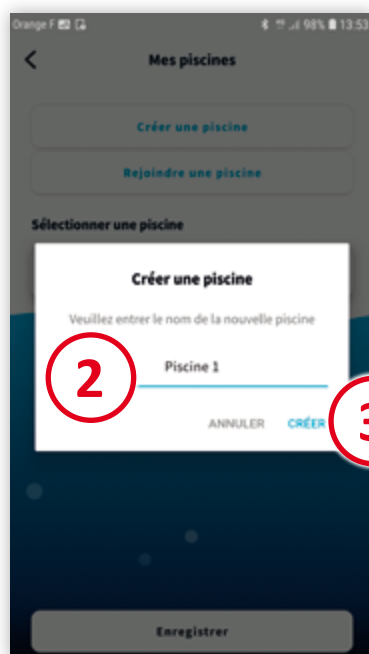 Orange F 98% 13:53
Mes piscines
Créer une piscine
Rejoindre une piscine
Sélectionner une piscine
Créer une piscine
Veuillez entrer le nom de la nouvelle piscine
2
Piscine 1
ANNULER CRÉER
3
Enregistrer